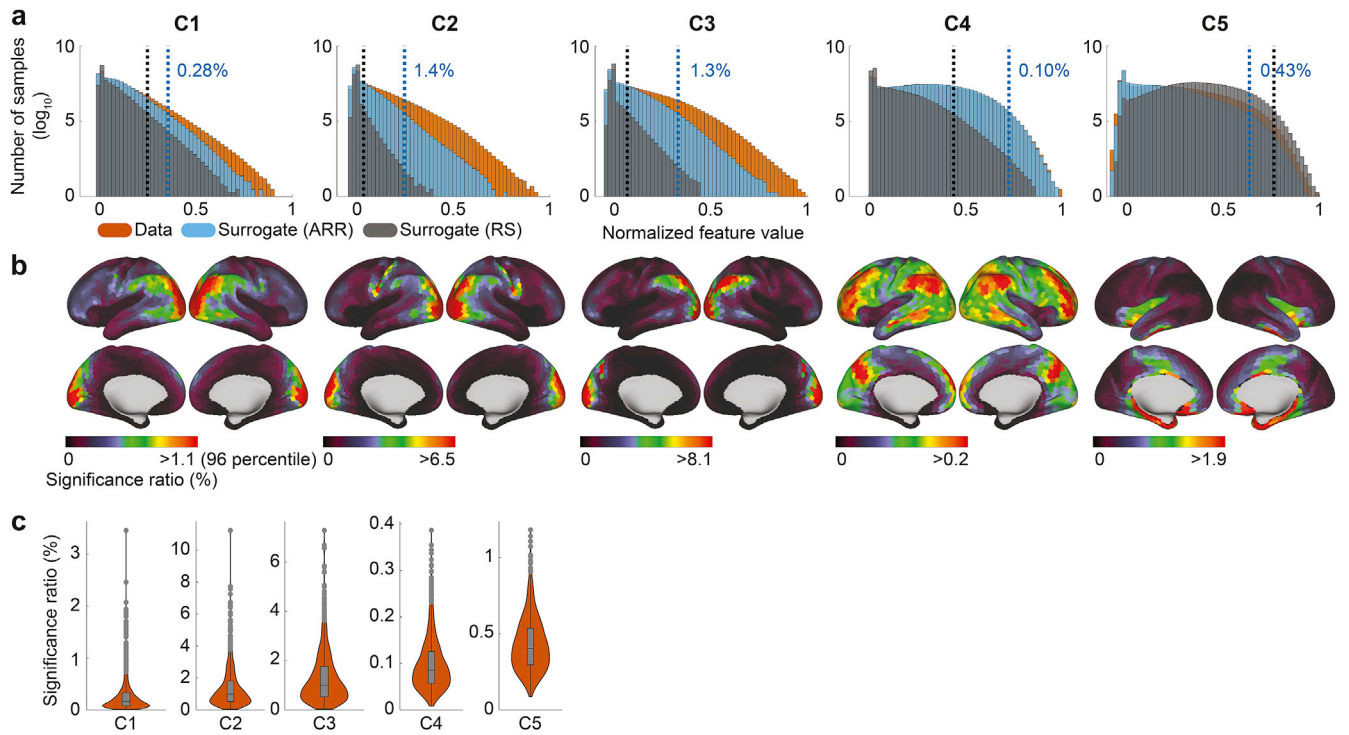 a
C1 C2 C3 C4 C5
Number of samples
(log10)
10 10 10 10 10
0.28% 1.4% 1.3% 0.10% 0.43%
5 5 5 5 5
0 0 0 0 0
0 0.5 1 0 0.5 1 0 0.5 1 0 0.5 1 0 0.5 1
Data Surrogate (ARR) Surrogate (RS) Normalized feature value
b
0 >1.1 (96 percentile) 0 >6.5 0 >8.1 0 >0.2 0 >1.9
Significance ratio (%)
c
Significance ratio (%)
3 2 1 0
10 8 6 4 2 0
6 4 2 0
0.4 0.3 0.2 0.1 0
1 0.5 0
C1 C2 C3 C4 C5